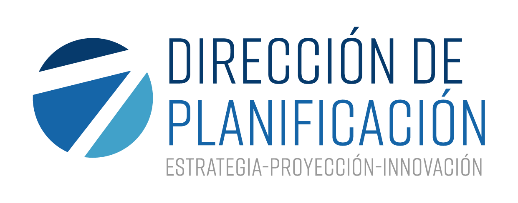 DIRECCIÓN DE
PLANIFICACIÓN
ESTRATEGIA-PROYECCIÓN-INNOVACIÓN